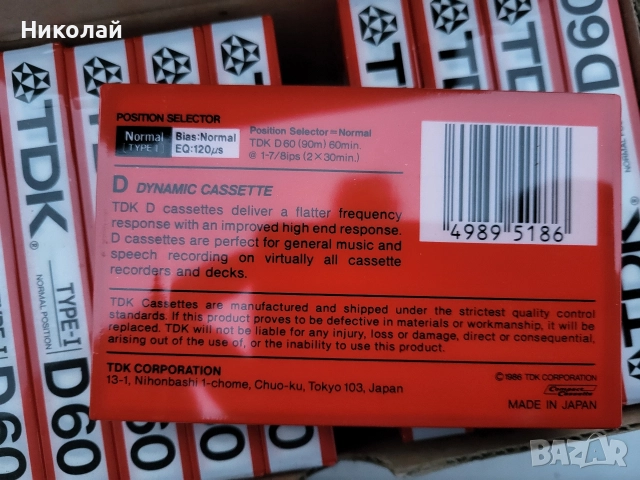 Николай
TDK
TDK
®
TYPE-I
NORMAL POSITION
D60
TYPE-I
D60
D60
POSITION SELECTOR
Normal
TYPE I
Bias:Normal
EQ:120µs
Position Selector=Normal
TDK D60 (90m) 60min.
@ 1-7/8ips (2×30min.)
D DYNAMIC CASSETTE
TDK D cassettes deliver a flatter frequency
response with an improved high end response.
D cassettes are perfect for general music and
speech recording on virtually all cassette
recorders and decks.
4989 5186
TDK Cassettes are manufactured and shipped under the strictest quality control
standards. If this product proves to be defective in materials or workmanship, it will be
replaced. TDK will not be liable for any injury, loss or damage, direct or consequential,
arising out of the use of, or the inability to use this product.
TDK CORPORATION
13-1, Nihonbashi 1-chome, Chuo-ku, Tokyo 103, Japan
© 1986 TDK CORPORATION
Compact Cassette
MADE IN JAPAN
BAZAR